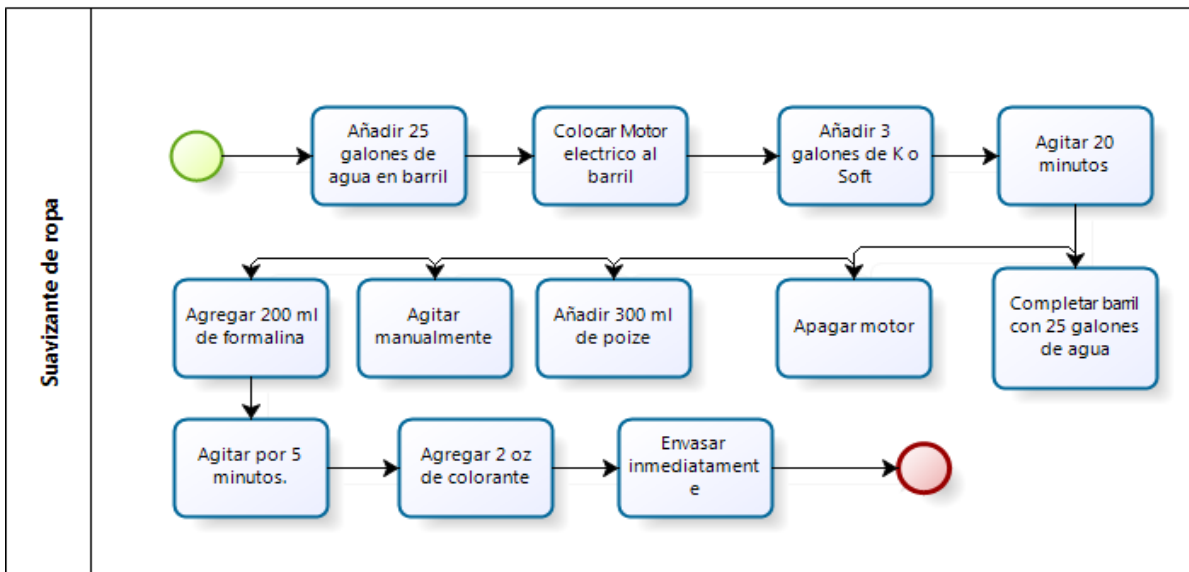 Suavizante de ropa
Añadir 25
galones de
agua en barril
Colocar Motor
electrico al
barril
Añadir 3
galones de K o
Soft
Agitar 20
minutos
Agregar 200 ml
de formalina
Agitar
manualmente
Añadir 300 ml
de poize
Apagar motor
Completar barril
con 25 galones
de agua
Agitar por 5
minutos.
Agregar 2 oz
de colorante
Envasar
inmediatament
e